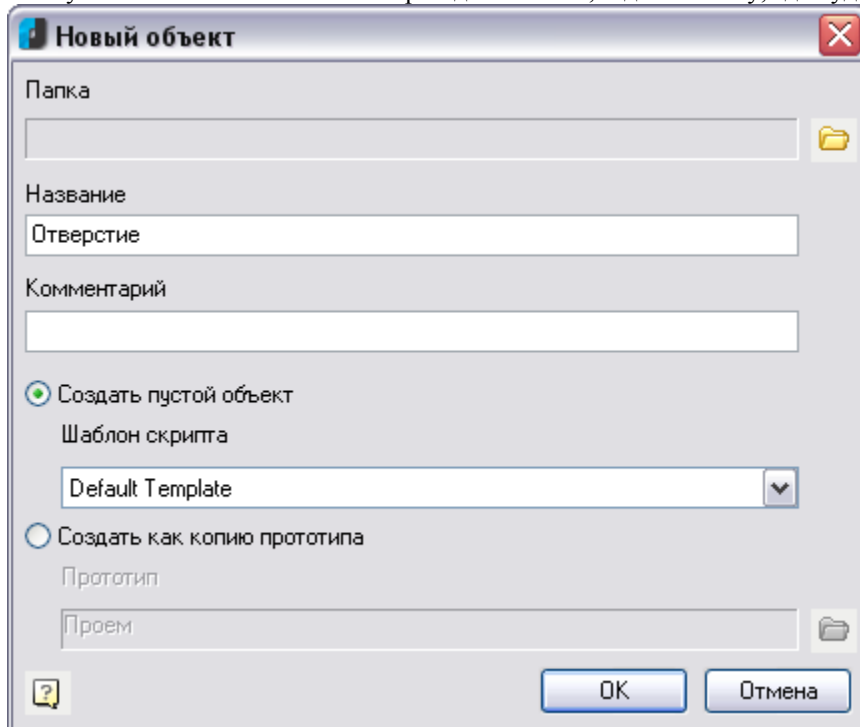 Новый объект
Папка
Название
Отверстие
Комментарий
Создать пустой объект
Шаблон скрипта
Default Template
Создать как копию прототипа
Прототип
Проем
? OK Отмена